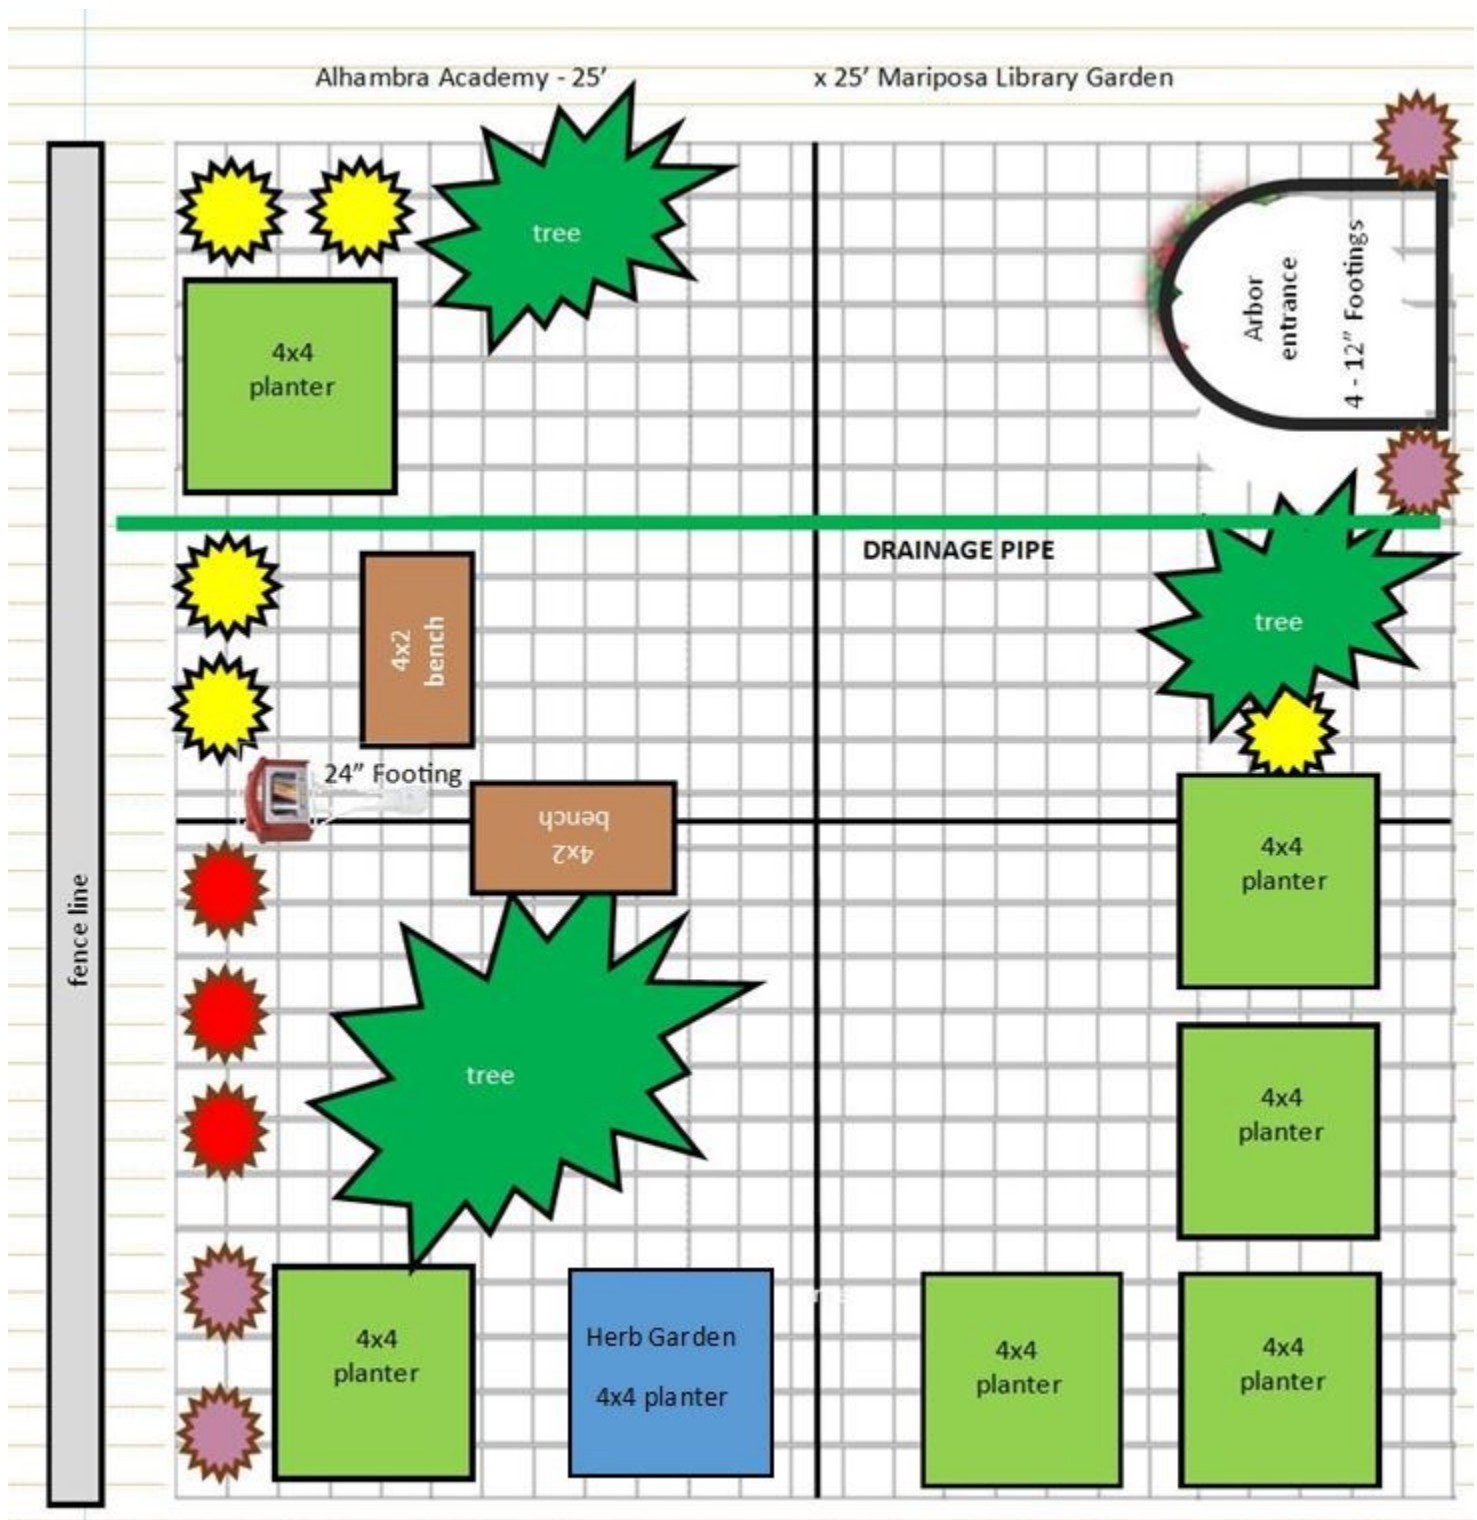 Alhambra Academy - 25’ x 25’ Mariposa Library Garden
tree
4x4
planter
Arbor
entrance
4 - 12” Footings
DRAINAGE PIPE
4x2
bench
tree
24” Footing
4x2
bench
4x4
planter
fence line
tree
4x4
planter
4x4
planter
Herb Garden
4x4 planter
4x4
planter
4x4
planter